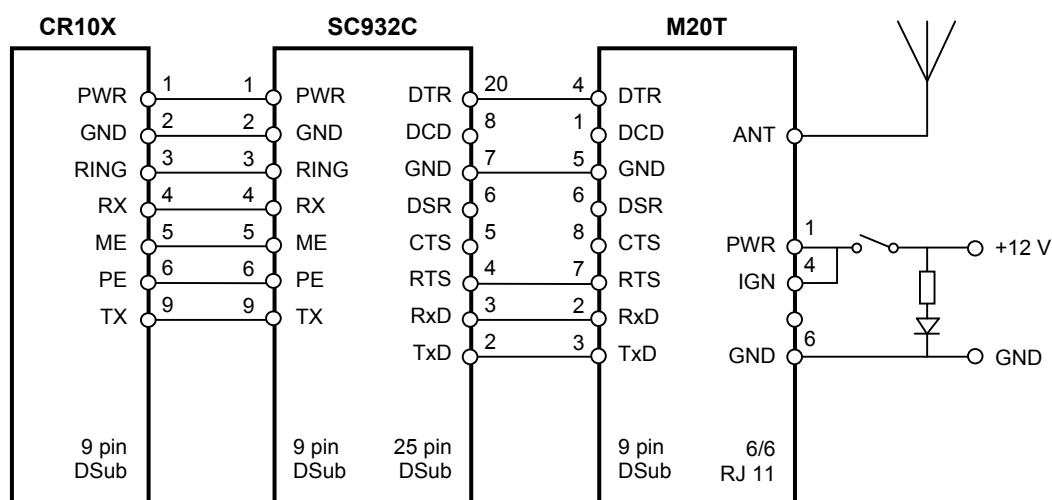 CR10X SC932C M20T
PWR 1 1 PWR DTR 20 4 DTR
GND 2 2 GND DCD 8 1 DCD ANT
RING 3 3 RING GND 7 5 GND
RX 4 4 RX DSR 6 6 DSR
ME 5 5 ME CTS 5 8 CTS PWR 1 +12 V
PE 6 6 PE RTS 4 7 RTS IGN 4
TX 9 9 TX RxD 3 2 RxD
TxD 2 3 TxD GND 6 GND
9 pin 9 pin 25 pin 9 pin 6/6
DSub DSub DSub DSub RJ 11